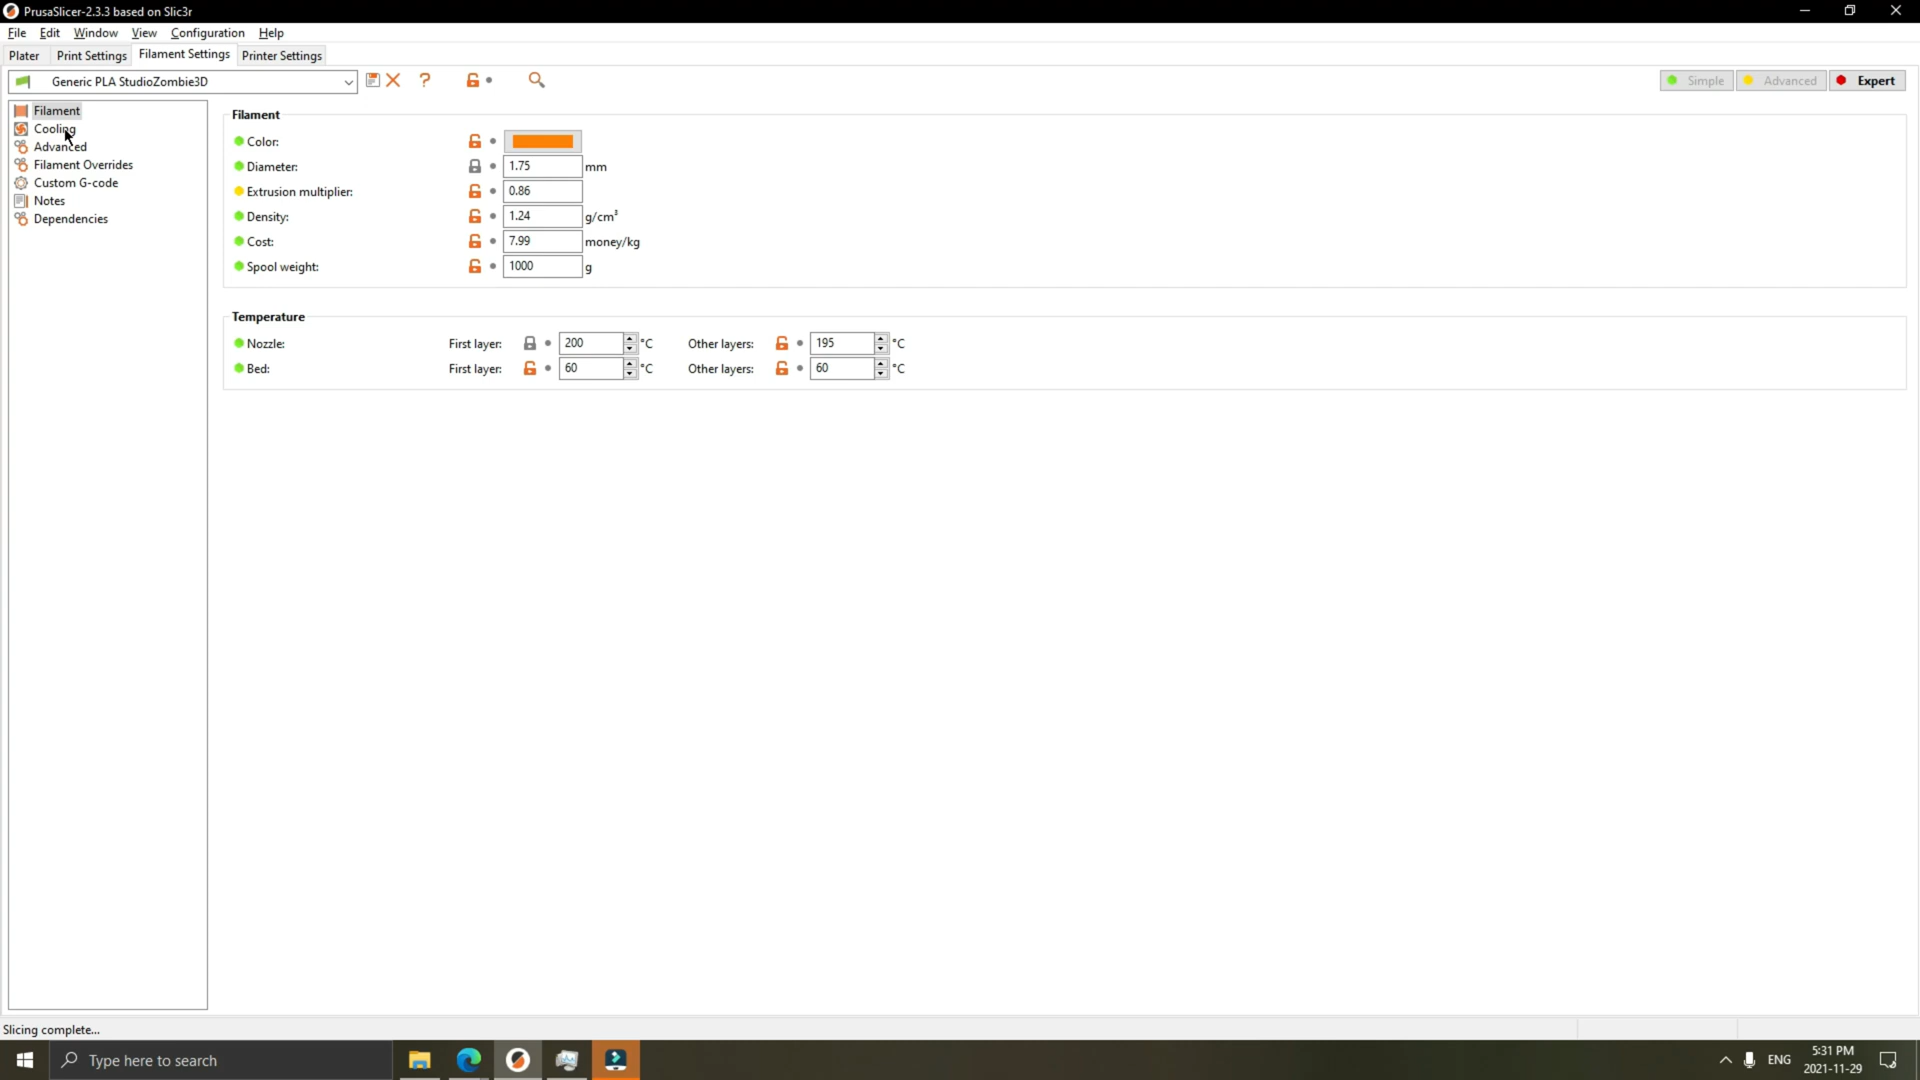 PrusaSlicer-2.3.3 based on Slic3r
File Edit Window View Configuration Help
Plater Print Settings Filament Settings Printer Settings
Generic PLA StudioZombie3D ? Simple Advanced Expert
Filament
Cooling
Advanced
Filament Overrides
Custom G-code
Notes
Dependencies
Filament
Color:
Diameter: 1.75 mm
Extrusion multiplier: 0.86
Density: 1.24 g/cm³
Cost: 7.99 money/kg
Spool weight: 1000 g
Temperature
Nozzle: First layer: 200 °C Other layers: 195 °C
Bed: First layer: 60 °C Other layers: 60 °C
Slicing complete...
Type here to search
ENG
5:31 PM
2021-11-29